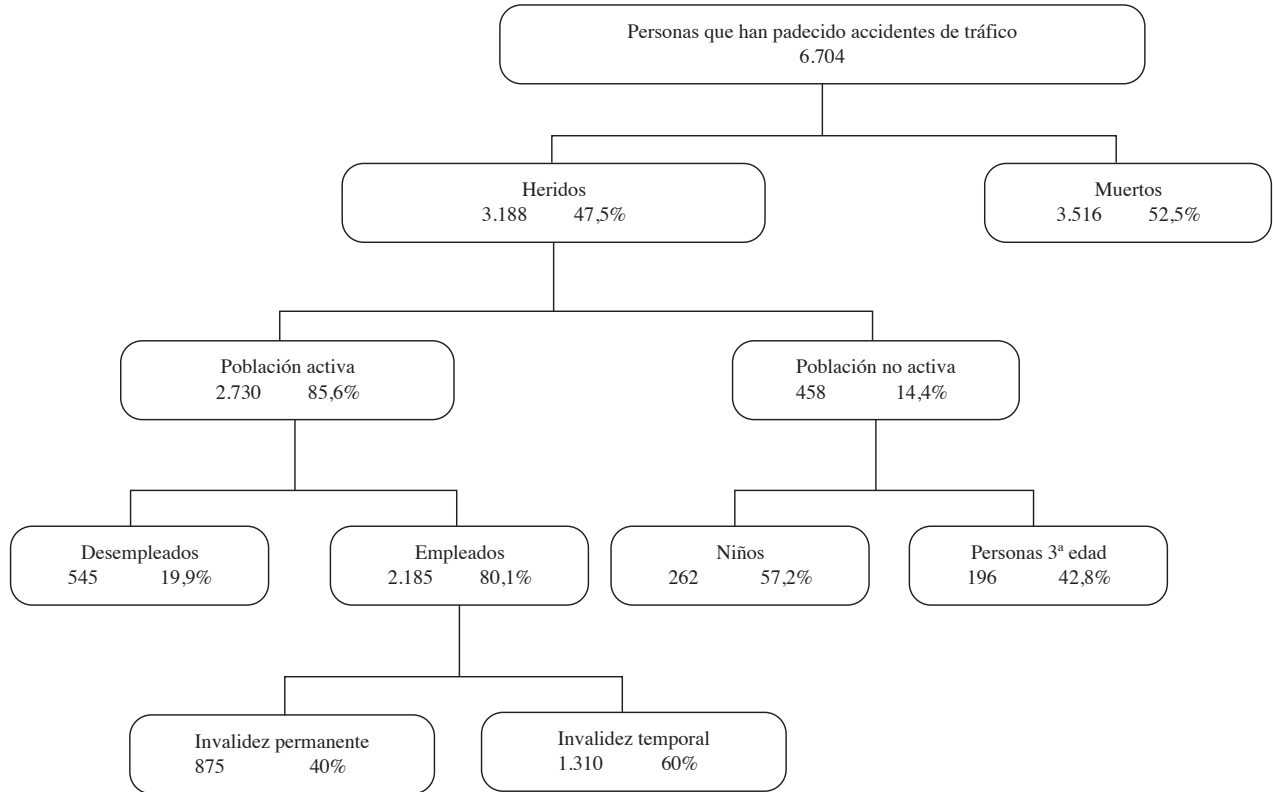 Personas que han padecido accidentes de tráfico
6.704
Heridos
3.188 47,5%
Muertos
3.516 52,5%
Población activa
2.730 85,6%
Población no activa
458 14,4%
Desempleados
545 19,9%
Empleados
2.185 80,1%
Niños
262 57,2%
Personas 3ª edad
196 42,8%
Invalidez permanente
875 40%
Invalidez temporal
1.310 60%